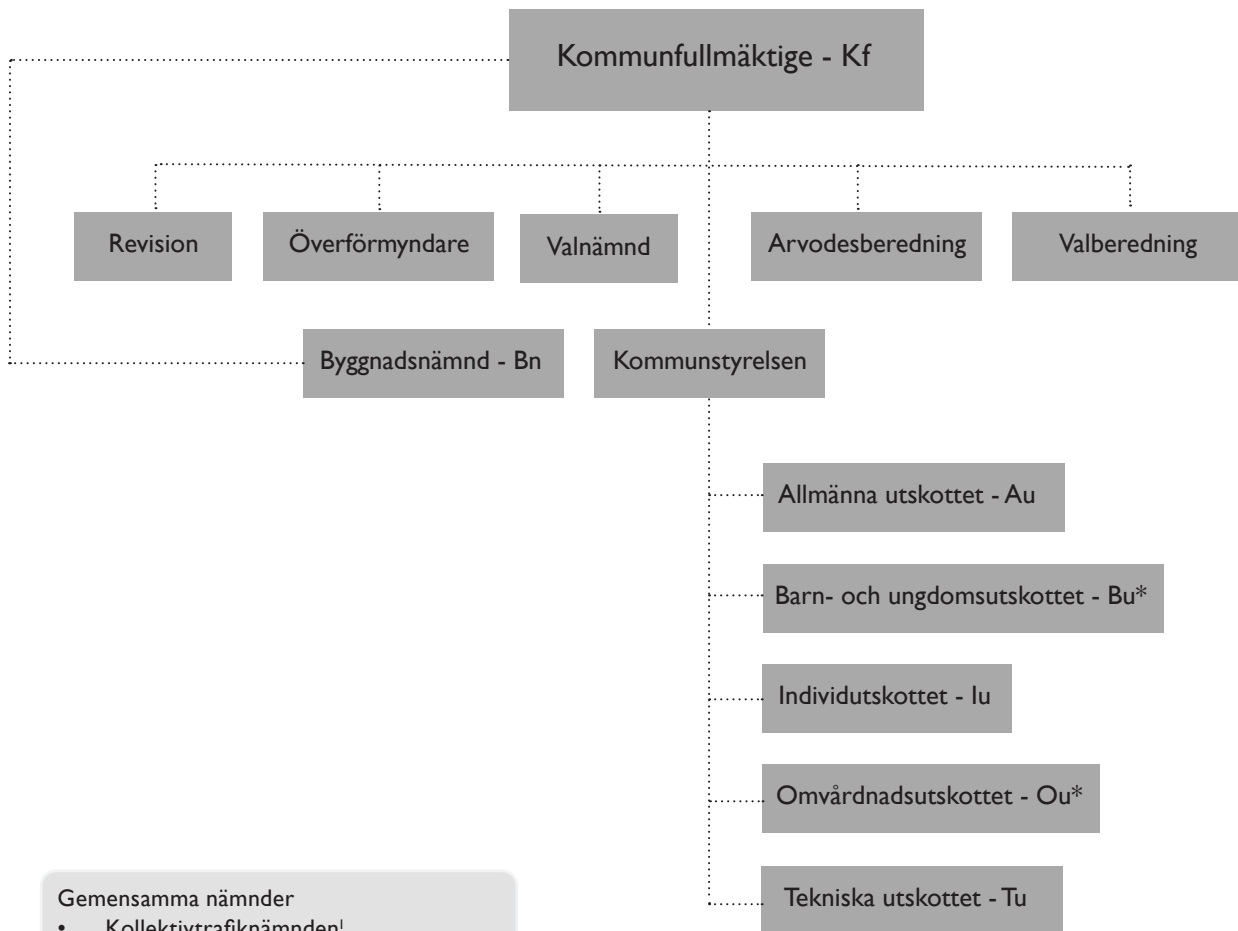 Kommunfullmäktige - Kf
Revision
Överförmyndare
Valnämnd
Arvodesberedning
Valberedning
Byggnadsnämnd - Bn
Kommunstyrelsen
Allmänna utskottet - Au
Barn- och ungdomsutskottet - Bu*
Individutskottet - Iu
Omvårdnadsutskottet - Ou*
Tekniska utskottet - Tu
Gemensamma nämnder
• Kollektivtrafiknämnden¹